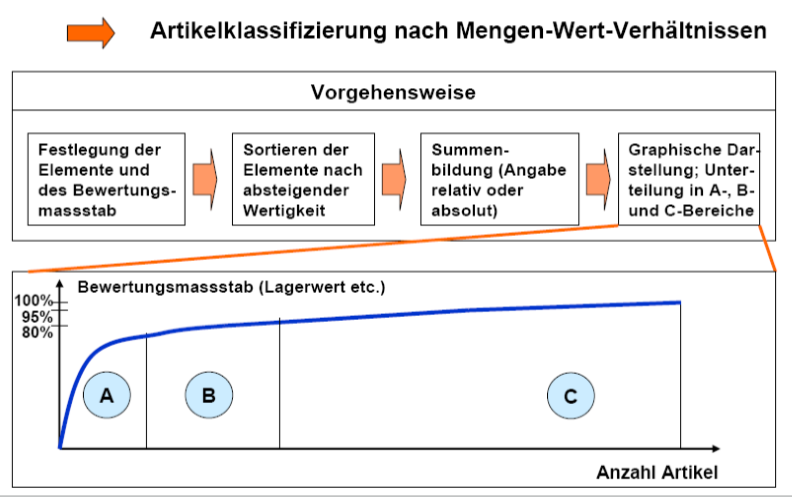 Artikelklassifizierung nach Mengen-Wert-Verhältnissen
Vorgehensweise
Festlegung der
Elemente und
des Bewertungs-
massstab
Sortieren der
Elemente nach
absteigender
Wertigkeit
Summen-
bildung (Angabe
relativ oder
absolut)
Graphische Dar-
stellung; Unter-
teilung in A-, B-
und C-Bereiche
Bewertungsmassstab (Lagerwert etc.)
100%
95%
80%
A
B
C
Anzahl Artikel